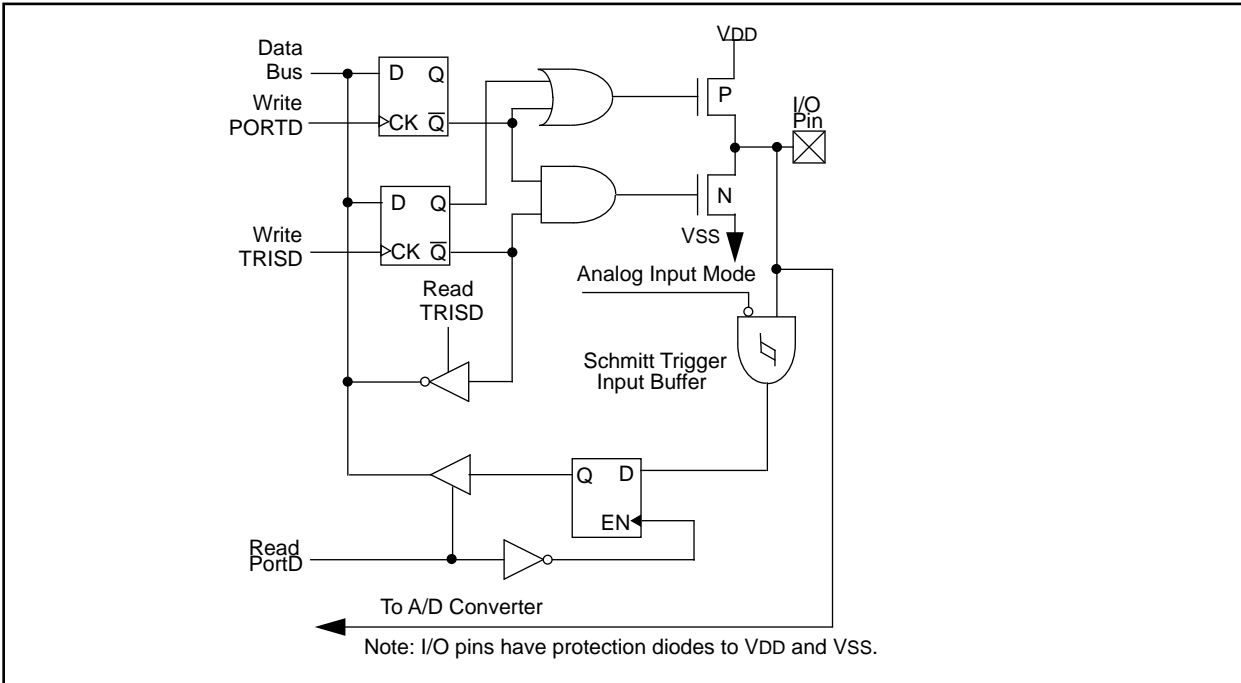 Data
Bus
D Q
Write
PORTD
CK Q
VDD
P
I/O
Pin
D Q
Write
TRISD
CK Q
N
VSS
Analog Input Mode
Read
TRISD
Schmitt Trigger
Input Buffer
Q D
EN
Read
PortD
To A/D Converter
Note: I/O pins have protection diodes to VDD and VSS.